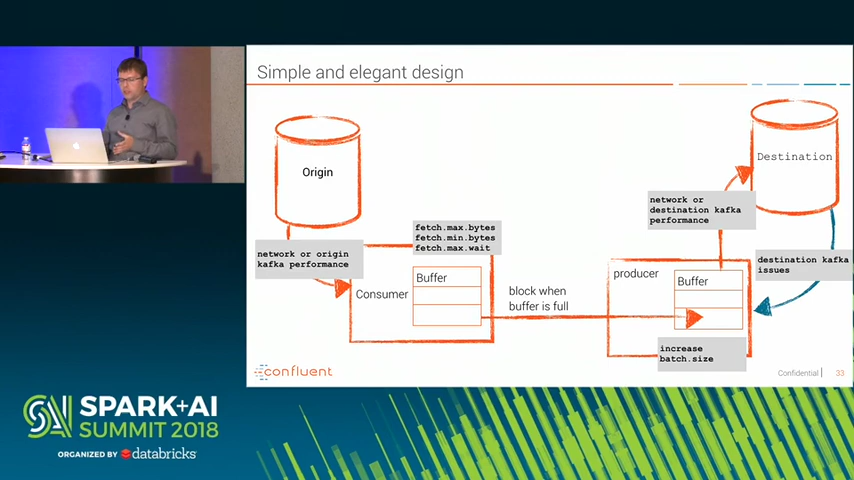 Simple and elegant design
Origin
Destination
network or
destination kafka
performance
fetch.max.bytes
fetch.min.bytes
fetch.max.wait
network or origin
kafka performance
destination kafka
issues
producer
Buffer
Buffer
Consumer
block when
buffer is full
increase
batch.size
confluent
Confidential
33
SPARK+AI
SUMMIT 2018
ORGANIZED BY databricks